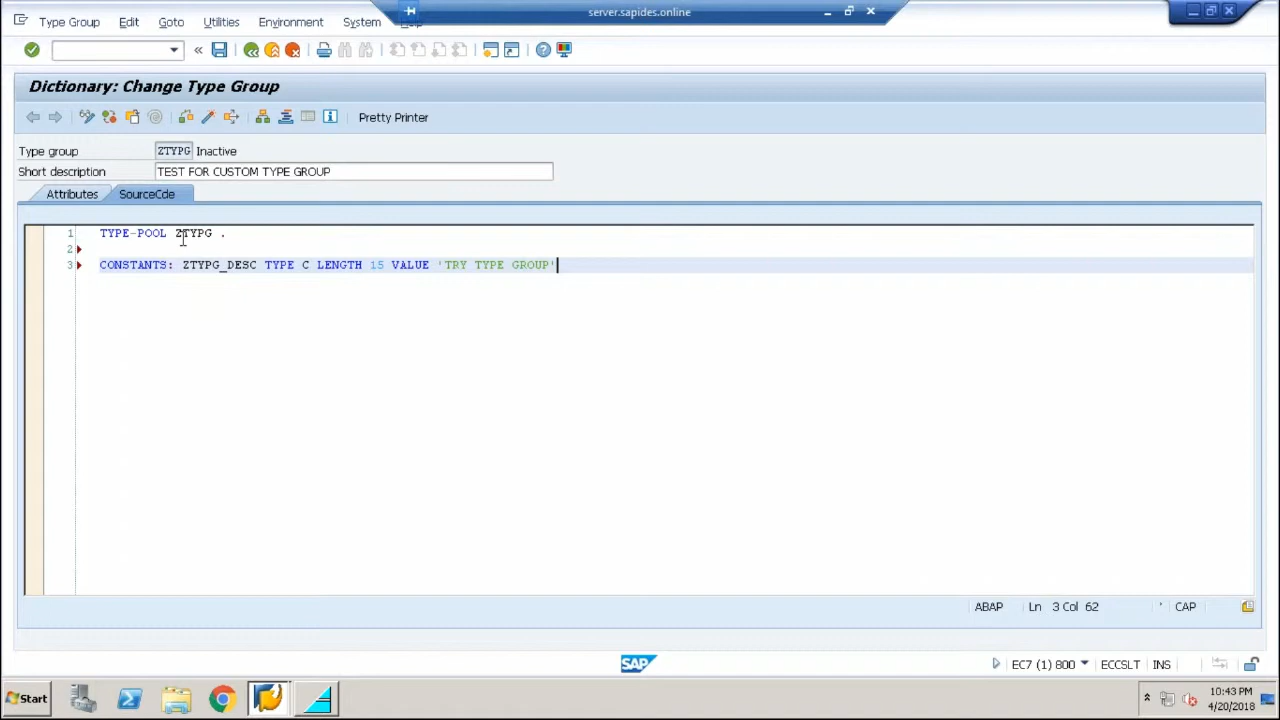 server.sapides.online
Type Group Edit Goto Utilities Environment System
Dictionary: Change Type Group
Pretty Printer
Type group ZTYPG Inactive
Short description TEST FOR CUSTOM TYPE GROUP
Attributes SourceCde
1 TYPE-POOL ZTYPG .
2
3 CONSTANTS: ZTYPG_DESC TYPE C LENGTH 15 VALUE 'TRY TYPE GROUP'
ABAP Ln 3 Col 62 ' CAP
SAP
EC7 (1) 800 ECCSLT INS
Start
10:43 PM
4/20/2018